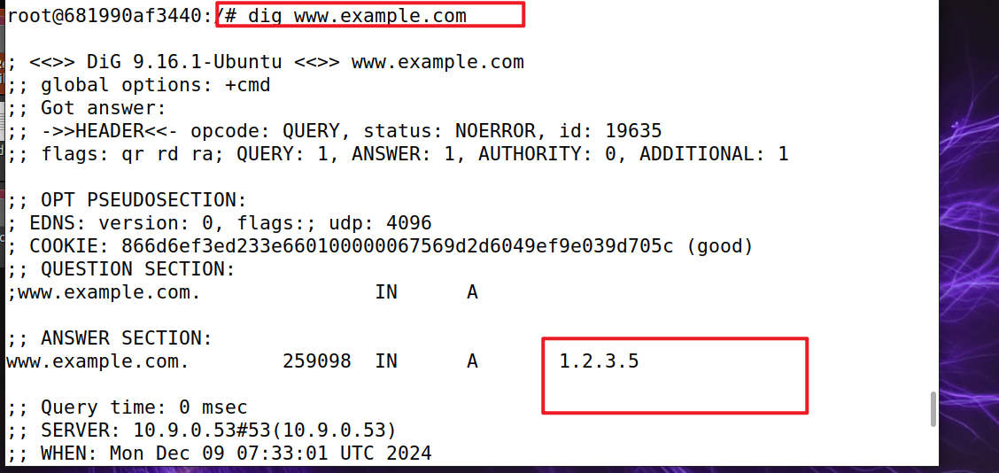 root@681990af3440:/# dig www.example.com
; <<>> DiG 9.16.1-Ubuntu <<>> www.example.com
;; global options: +cmd
;; Got answer:
;; ->>HEADER<<- opcode: QUERY, status: NOERROR, id: 19635
;; flags: qr rd ra; QUERY: 1, ANSWER: 1, AUTHORITY: 0, ADDITIONAL: 1
;; OPT PSEUDOSECTION:
; EDNS: version: 0, flags:; udp: 4096
; COOKIE: 866d6ef3ed233e660100000067569d2d6049ef9e039d705c (good)
;; QUESTION SECTION:
;www.example.com. IN A
;; ANSWER SECTION:
www.example.com. 259098 IN A 1.2.3.5
;; Query time: 0 msec
;; SERVER: 10.9.0.53#53(10.9.0.53)
;; WHEN: Mon Dec 09 07:33:01 UTC 2024